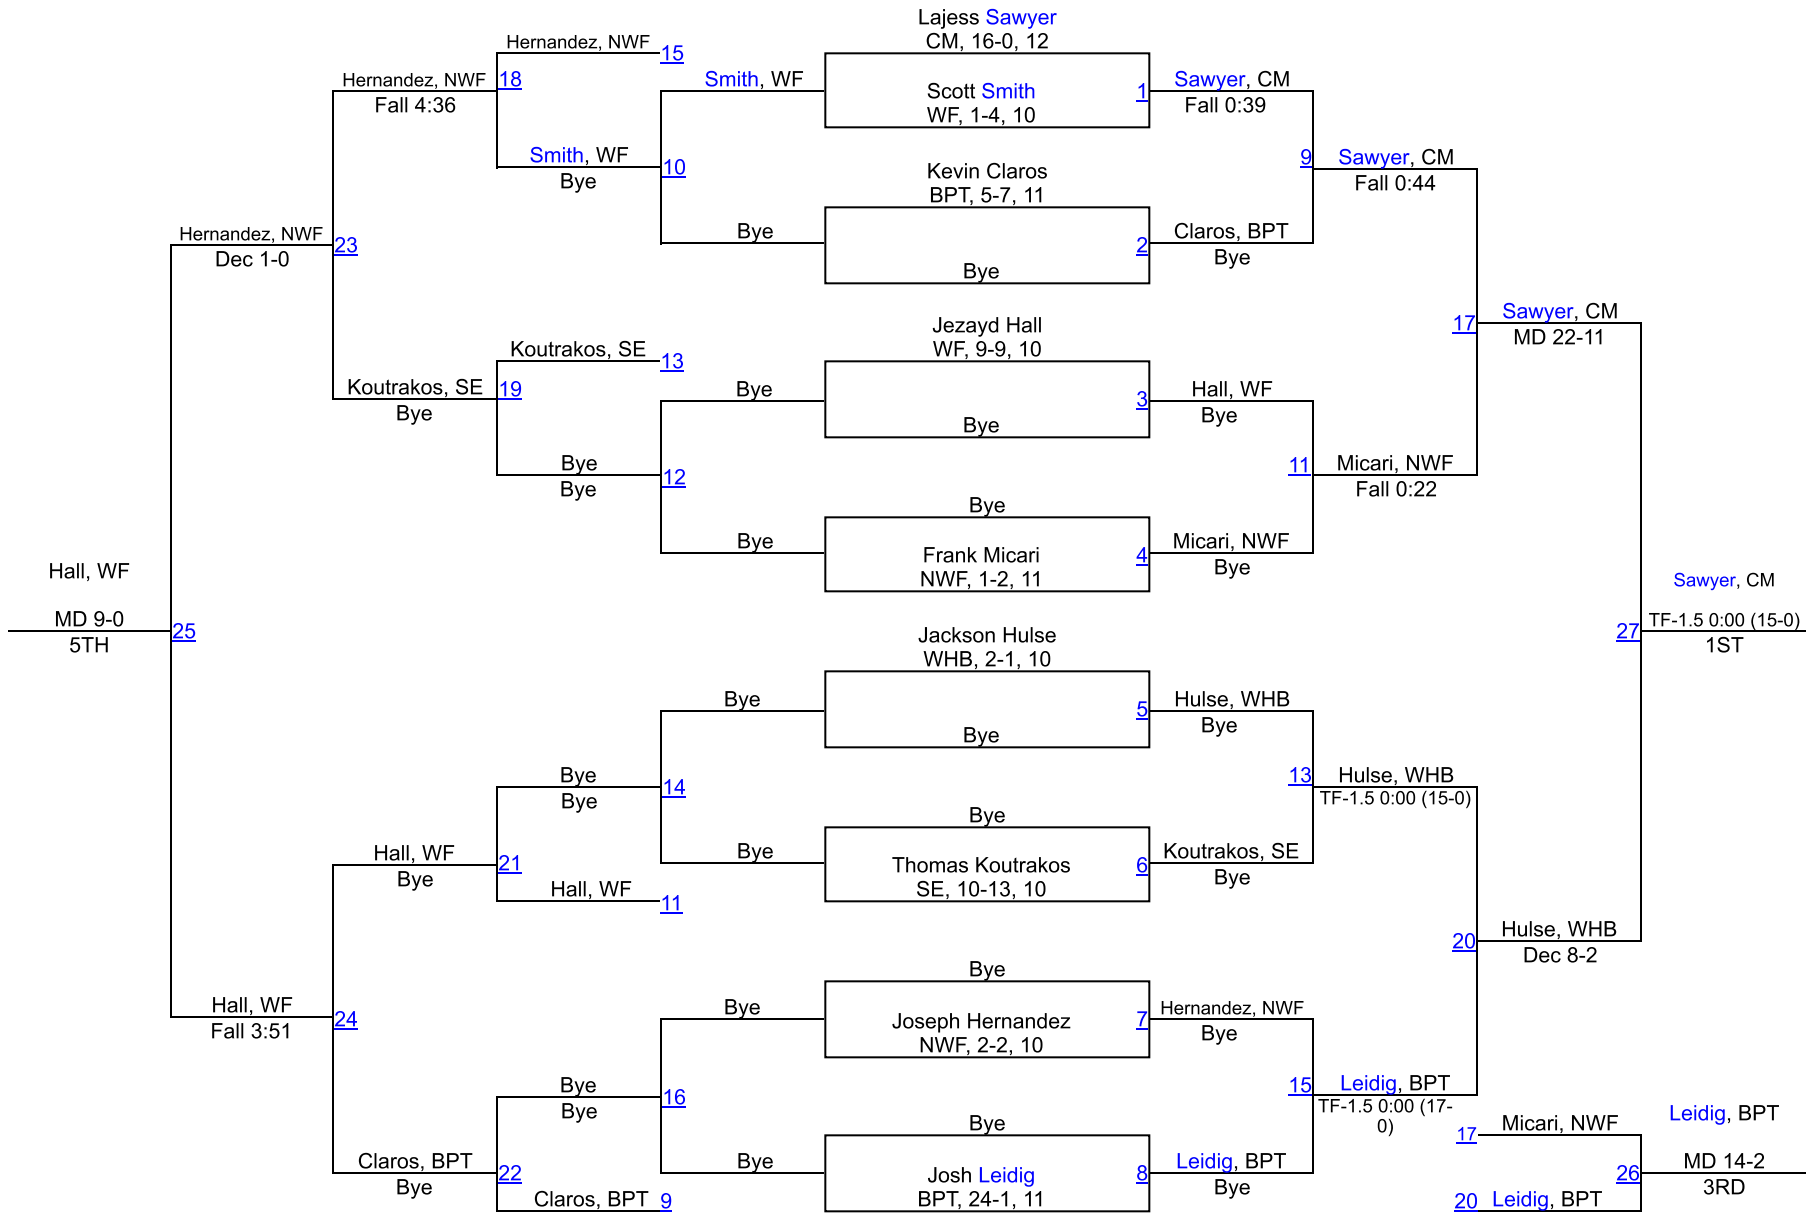 Lajess Sawyer
CM, 16-0, 12
Hernandez, NWF
15
Hernandez, NWF
18
Fall 4:36
Smith, WF
Scott Smith
WF, 1-4, 10
1
Sawyer, CM
Fall 0:39
Smith, WF
10
Bye
Kevin Claros
BPT, 5-7, 11
9
Sawyer, CM
Fall 0:44
Hernandez, NWF
23
Dec 1-0
Bye
Bye
2
Claros, BPT
Bye
Jezayd Hall
WF, 9-9, 10
17
Sawyer, CM
MD 22-11
Koutrakos, SE
13
Koutrakos, SE
19
Bye
Bye
Bye
3
Hall, WF
Bye
Bye
12
Bye
11
Micari, NWF
Fall 0:22
Bye
Bye
Frank Micari
NWF, 1-2, 11
4
Micari, NWF
Bye
Hall, WF
MD 9-0
25
5TH
Sawyer, CM
27
TF-1.5 0:00 (15-0)
1ST
Jackson Hulse
WHB, 2-1, 10
Bye
Bye
5
Hulse, WHB
Bye
Bye
14
Bye
13
Hulse, WHB
TF-1.5 0:00 (15-0)
Bye
Hall, WF
21
Bye
Bye
Thomas Koutrakos
SE, 10-13, 10
6
Koutrakos, SE
Bye
Hall, WF
11
20
Hulse, WHB
Dec 8-2
Bye
Hall, WF
24
Fall 3:51
Bye
Joseph Hernandez
NWF, 2-2, 10
7
Hernandez, NWF
Bye
Bye
16
Bye
15
Leidig, BPT
TF-1.5 0:00 (17-
0)
Bye
Claros, BPT
22
Bye
Bye
Josh Leidig
BPT, 24-1, 11
8
Leidig, BPT
Bye
Claros, BPT
9
17
Micari, NWF
Leidig, BPT
26
MD 14-2
3RD
20
Leidig, BPT